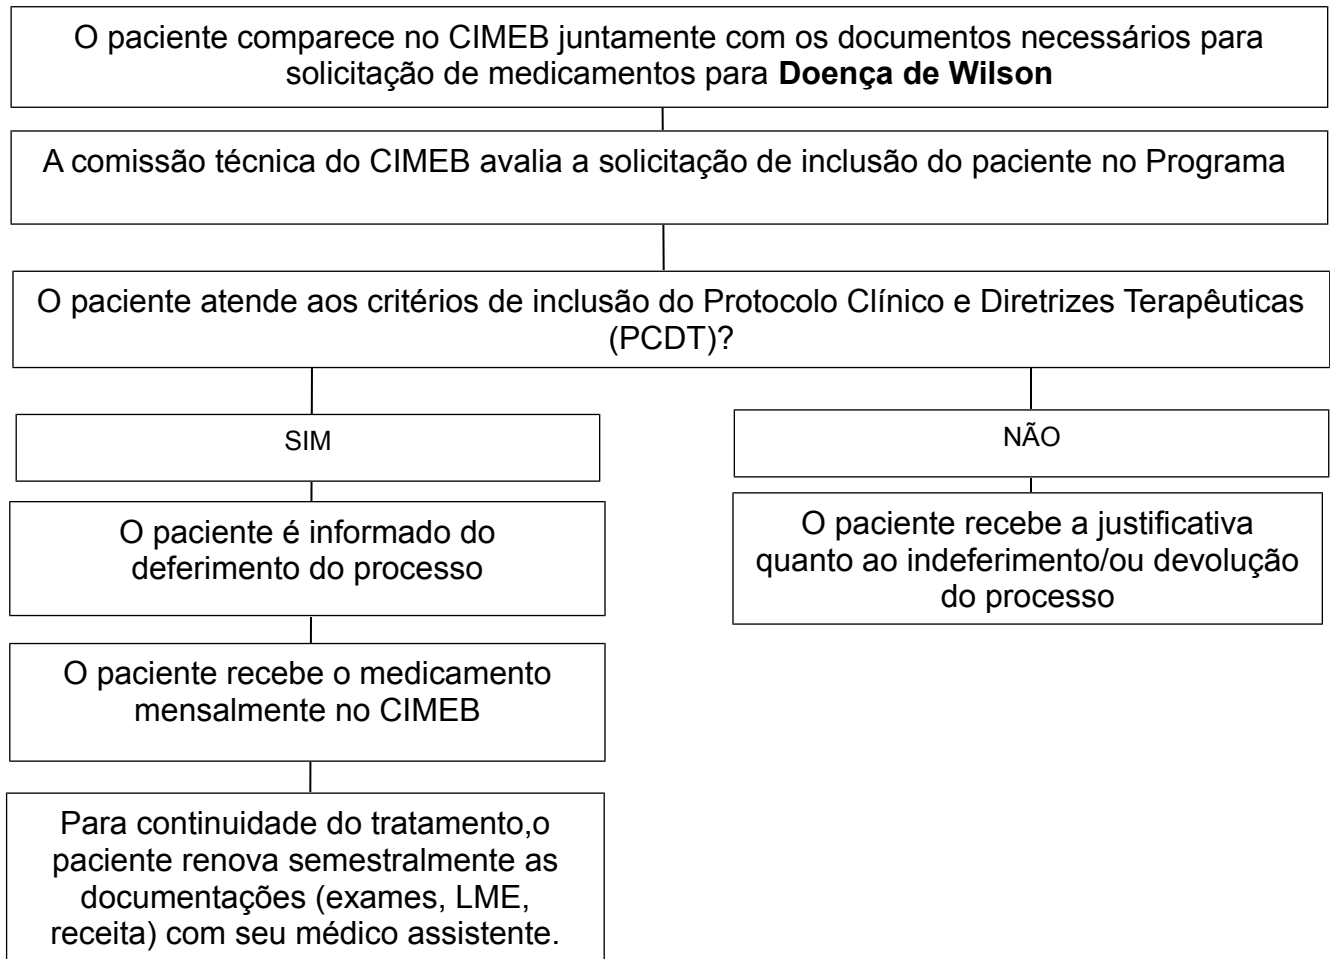 O paciente comparece no CIMEB juntamente com os documentos necessários para
solicitação de medicamentos para Doença de Wilson
A comissão técnica do CIMEB avalia a solicitação de inclusão do paciente no Programa
O paciente atende aos critérios de inclusão do Protocolo Clínico e Diretrizes Terapêuticas
(PCDT)?
SIM
O paciente é informado do
deferimento do processo
O paciente recebe o medicamento
mensalmente no CIMEB
Para continuidade do tratamento,o
paciente renova semestralmente as
documentações (exames, LME,
receita) com seu médico assistente.
NÃO
O paciente recebe a justificativa
quanto ao indeferimento/ou devolução
do processo